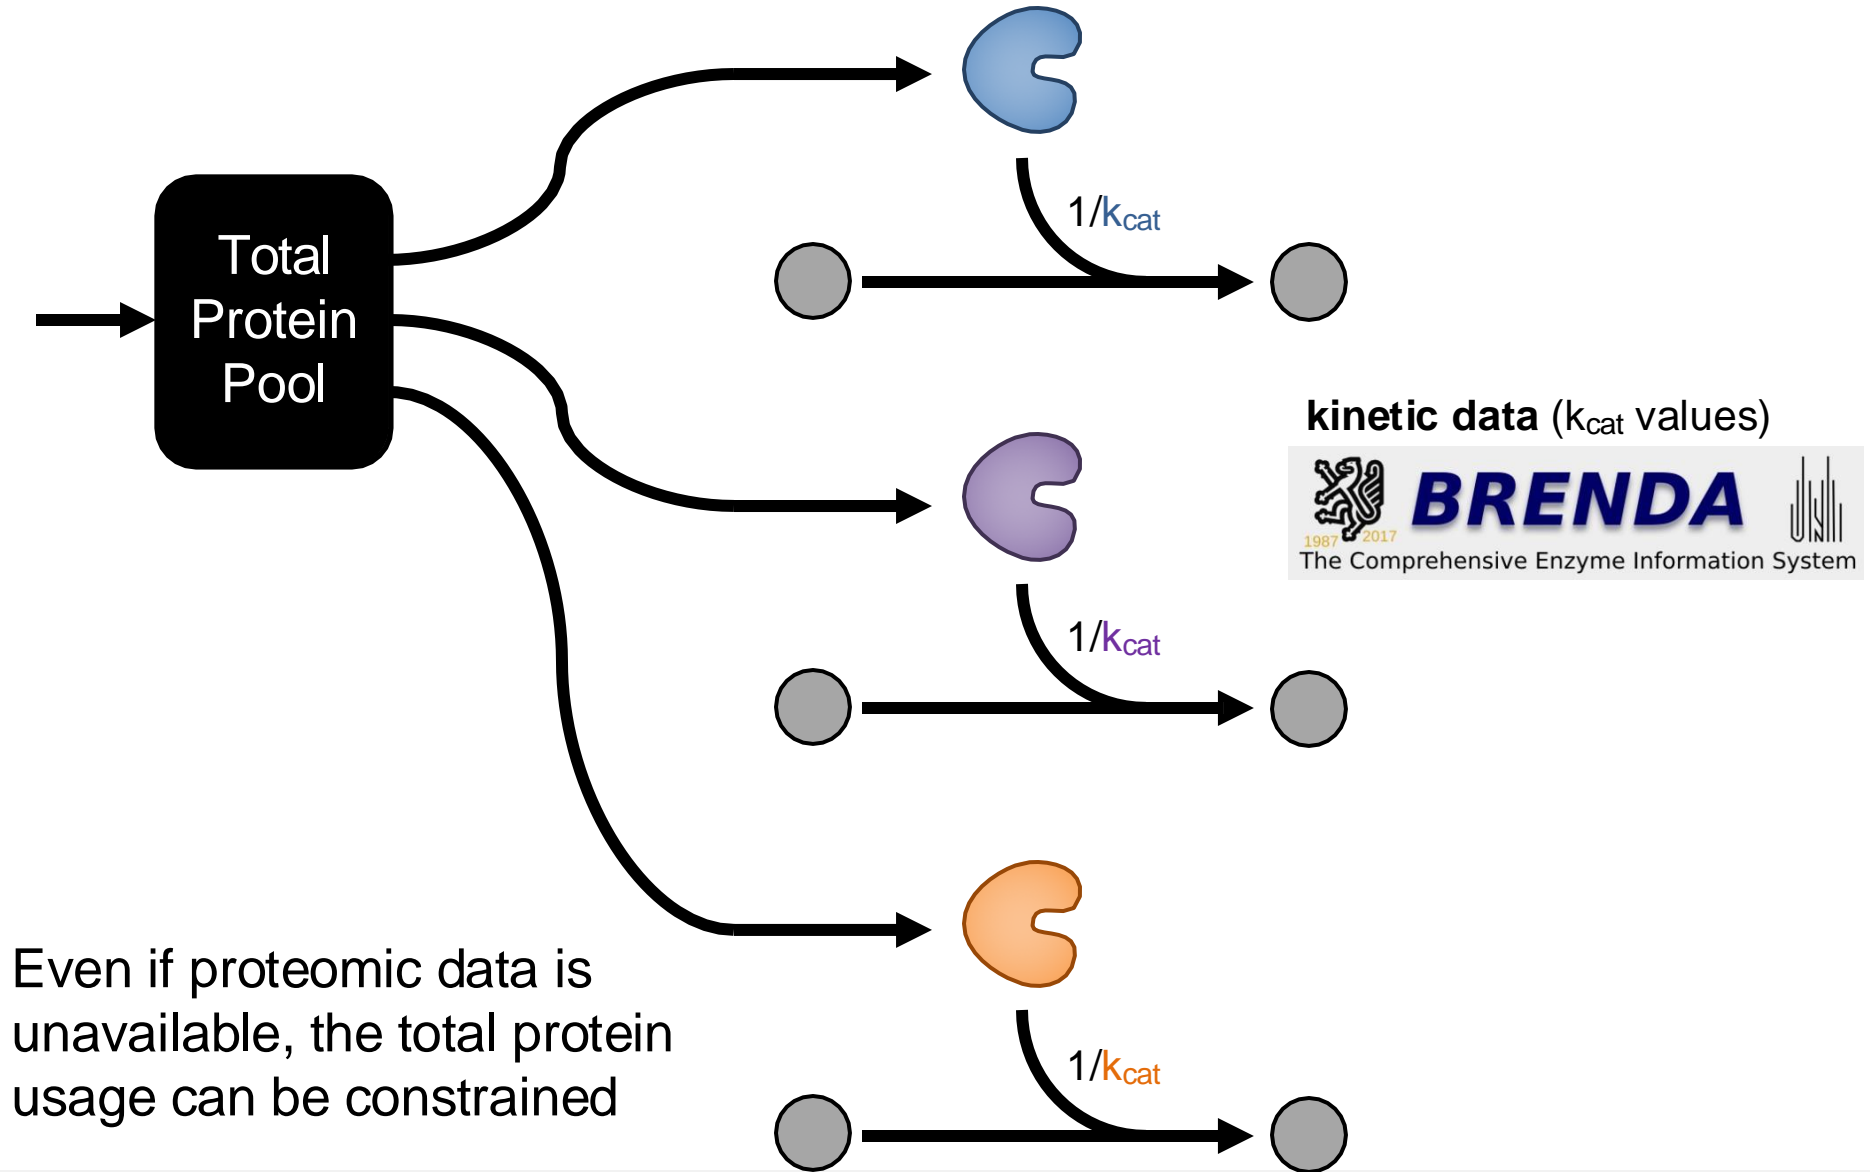 1/kcat
Total
Protein
Pool
kinetic data (kcat values)
BRENDA
1987 2017
UNI
The Comprehensive Enzyme Information System
1/kcat
Even if proteomic data is
unavailable, the total protein
usage can be constrained
1/kcat